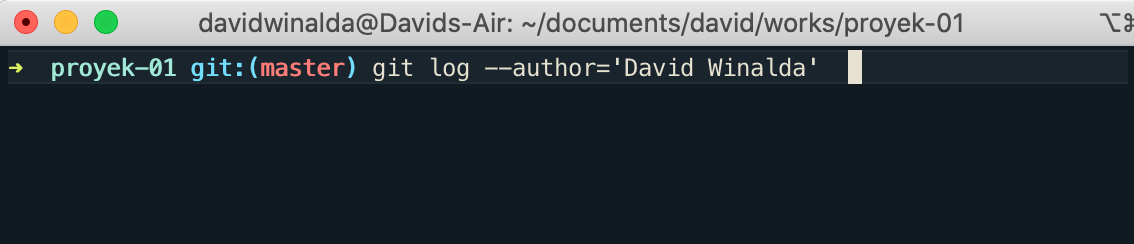 davidwinalda@Davids-Air: ~/documents/david/works/proyek-01 ⌥⌘
➜ proyek-01 git:(master) git log --author='David Winalda'